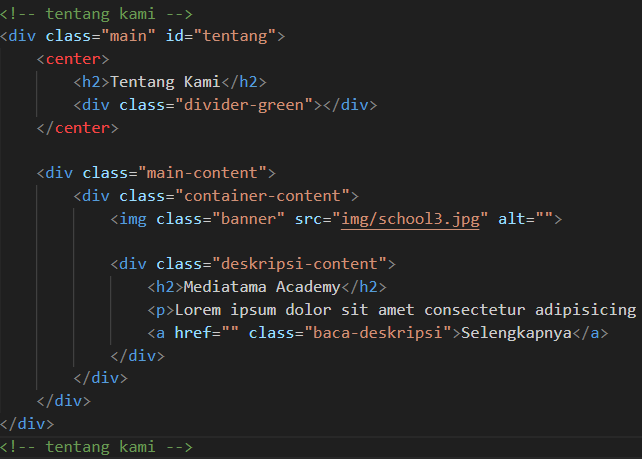 <!-- tentang kami -->
<div class="main" id="tentang">
<center>
<h2>Tentang Kami</h2>
<div class="divider-green"></div>
</center>
<div class="main-content">
<div class="container-content">
<img class="banner" src="img/school3.jpg" alt="">
<div class="deskripsi-content">
<h2>Mediatama Academy</h2>
<p>Lorem ipsum dolor sit amet consectetur adipisicing
<a href="" class="baca-deskripsi">Selengkapnya</a>
</div>
</div>
</div>
</div>
<!-- tentang kami -->